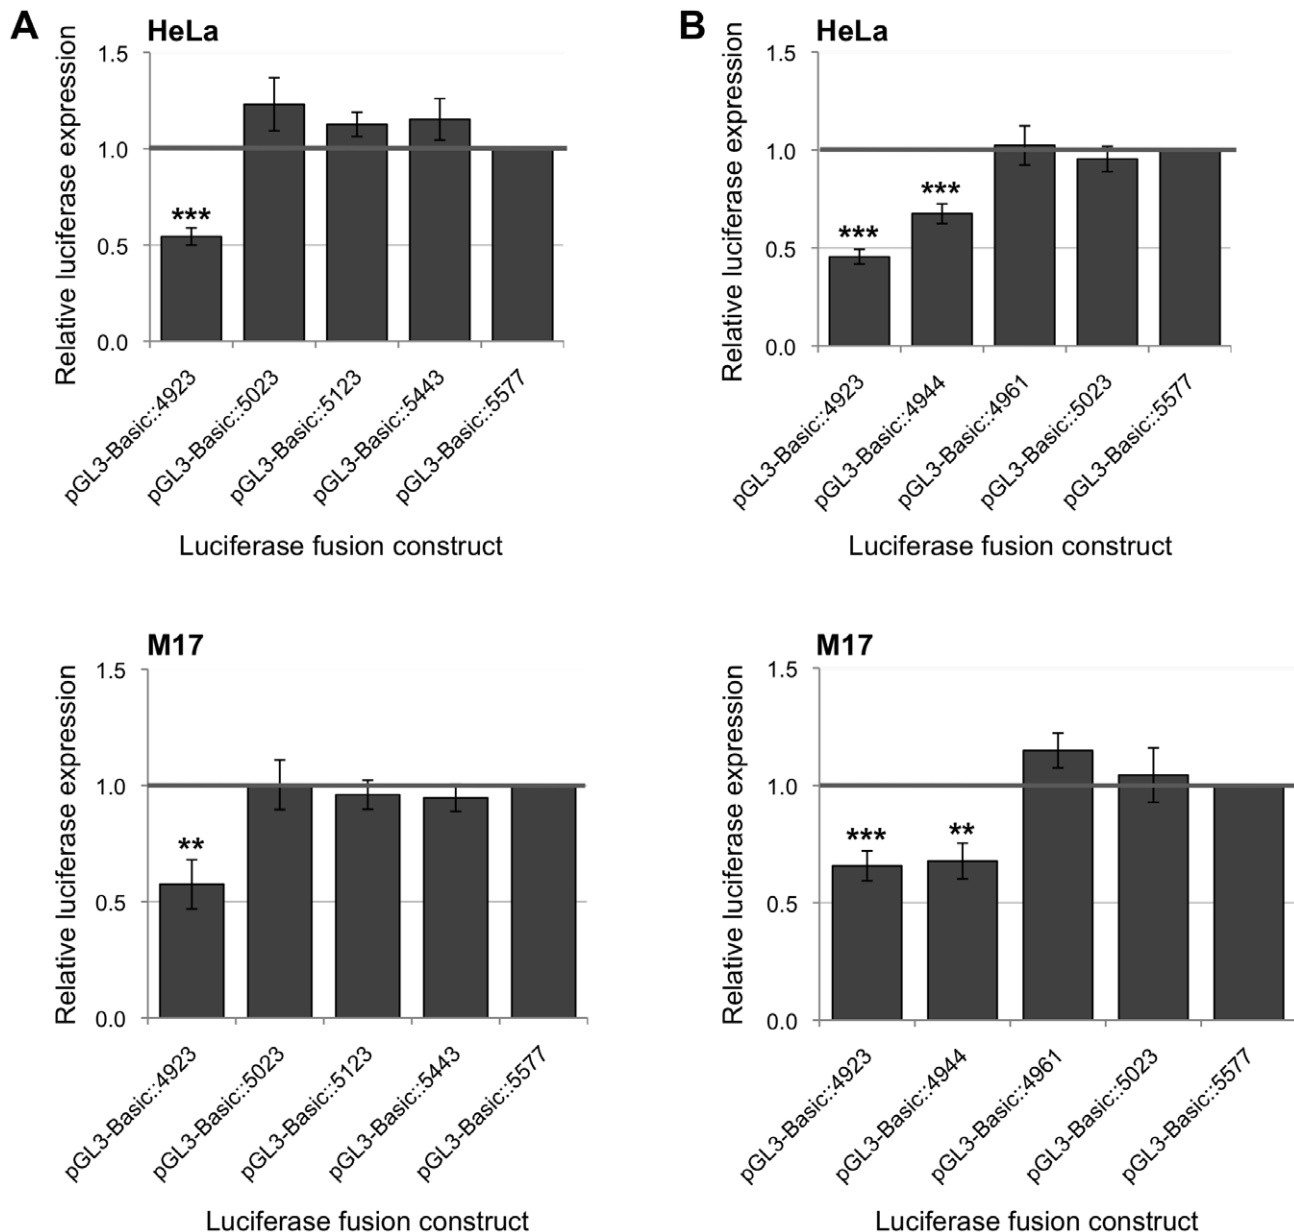 A
HeLa
Relative luciferase expression
1.5
1.0
0.5
0.0
***
pGL3-Basic::4923
pGL3-Basic::5023
pGL3-Basic::5123
pGL3-Basic::5443
pGL3-Basic::5577
Luciferase fusion construct
B
HeLa
Relative luciferase expression
1.5
1.0
0.5
0.0
***
***
pGL3-Basic::4923
pGL3-Basic::4944
pGL3-Basic::4961
pGL3-Basic::5023
pGL3-Basic::5577
Luciferase fusion construct
M17
Relative luciferase expression
1.5
1.0
0.5
0.0
**
pGL3-Basic::4923
pGL3-Basic::5023
pGL3-Basic::5123
pGL3-Basic::5443
pGL3-Basic::5577
Luciferase fusion construct
M17
Relative luciferase expression
1.5
1.0
0.5
0.0
***
**
pGL3-Basic::4923
pGL3-Basic::4944
pGL3-Basic::4961
pGL3-Basic::5023
pGL3-Basic::5577
Luciferase fusion construct